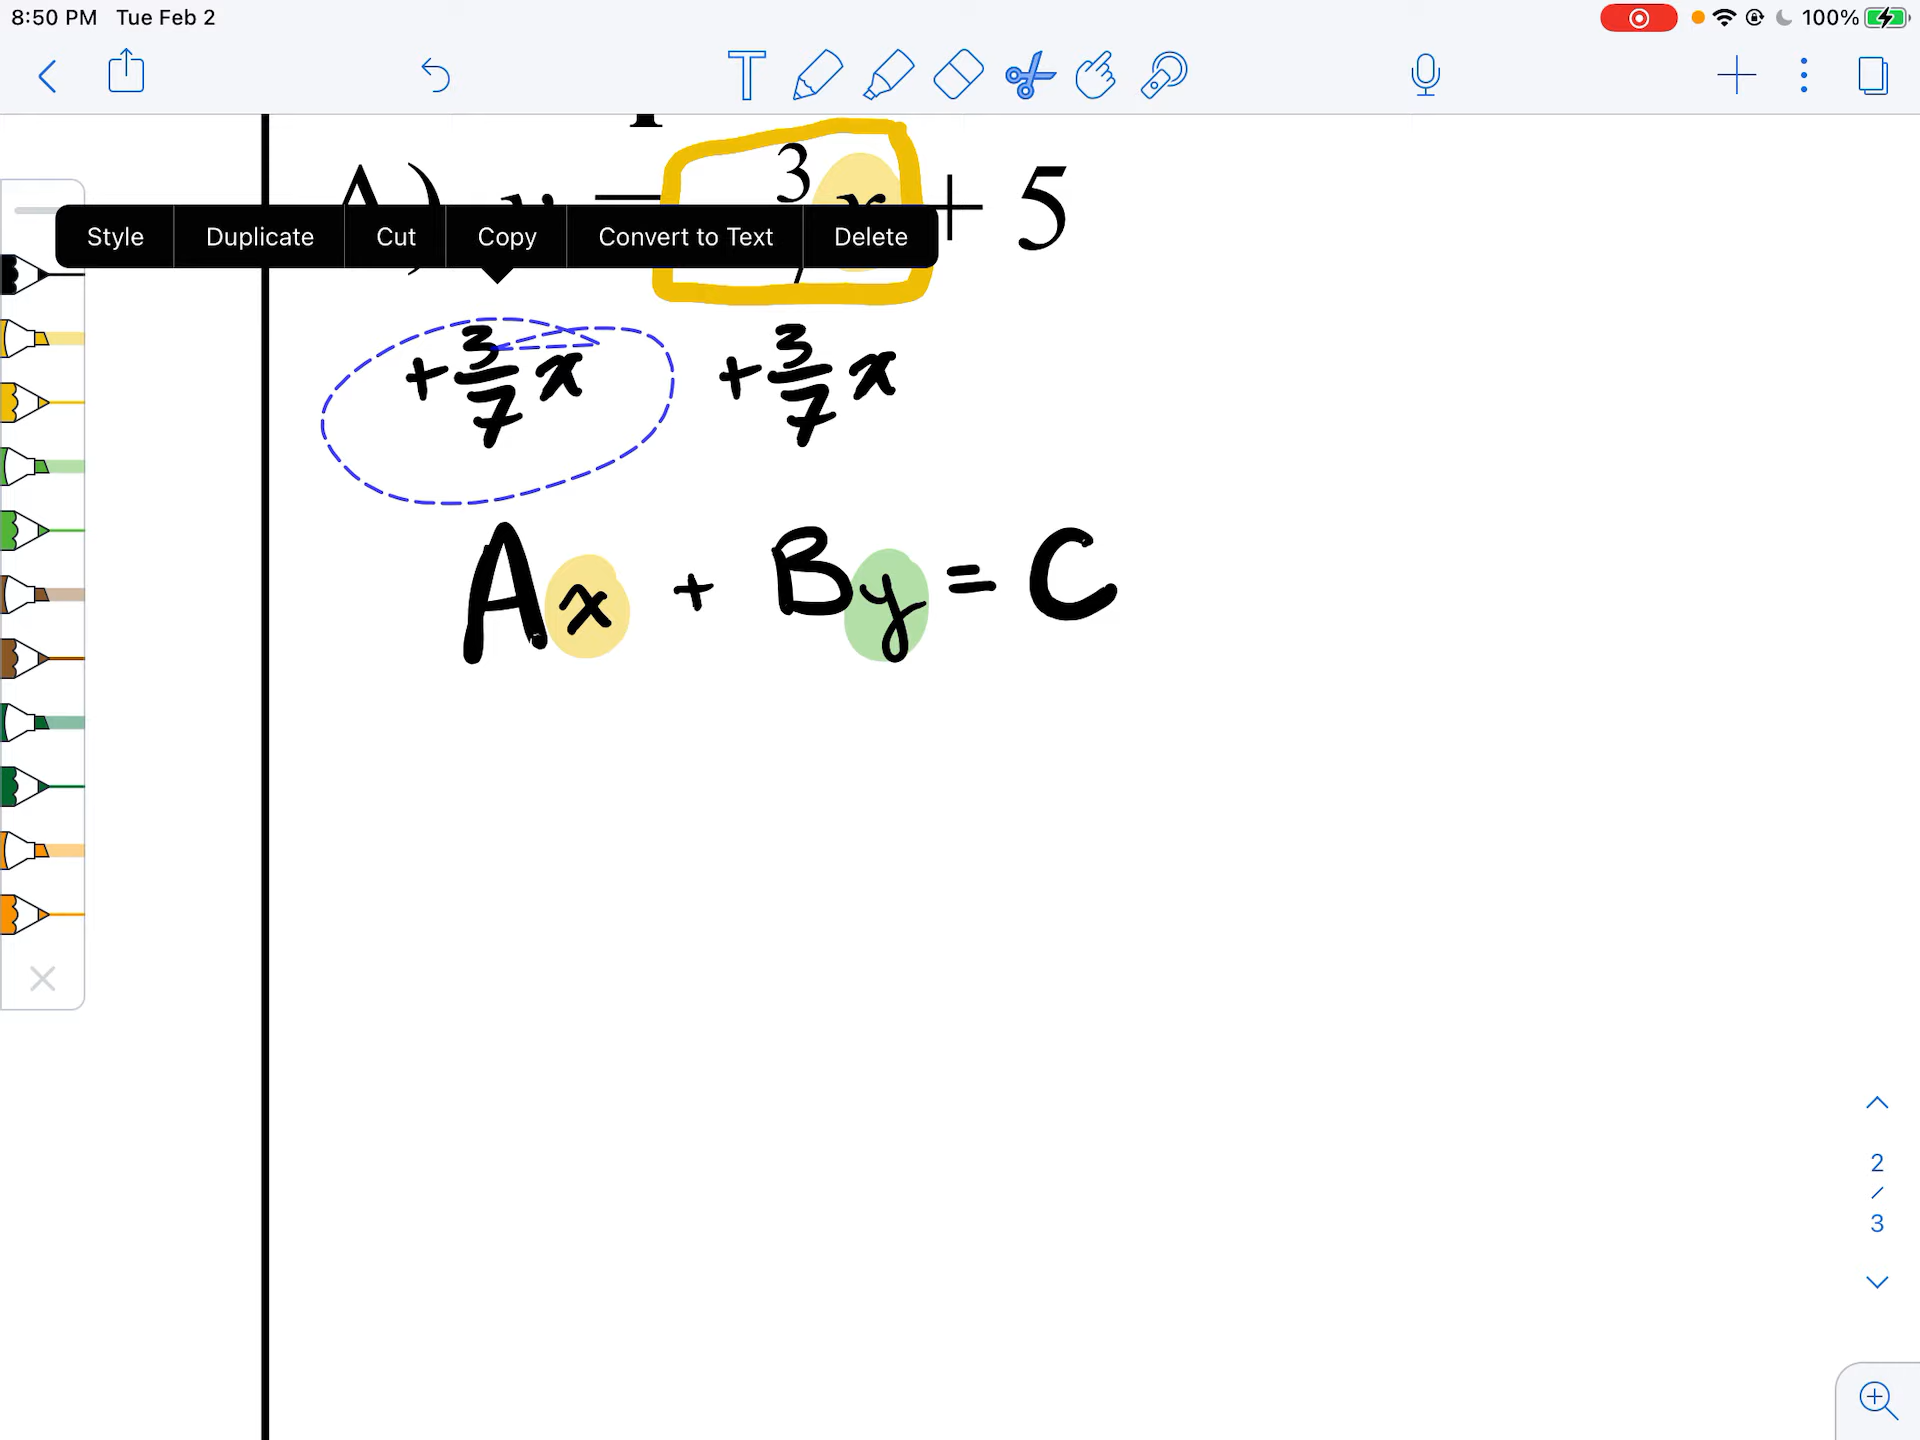 8:50 PM Tue Feb 2 100%
T
A) y = 3 x + 5
Style Duplicate Cut Copy Convert to Text Delete
+3/7x +3/7x
Ax + By = C
2
/
3